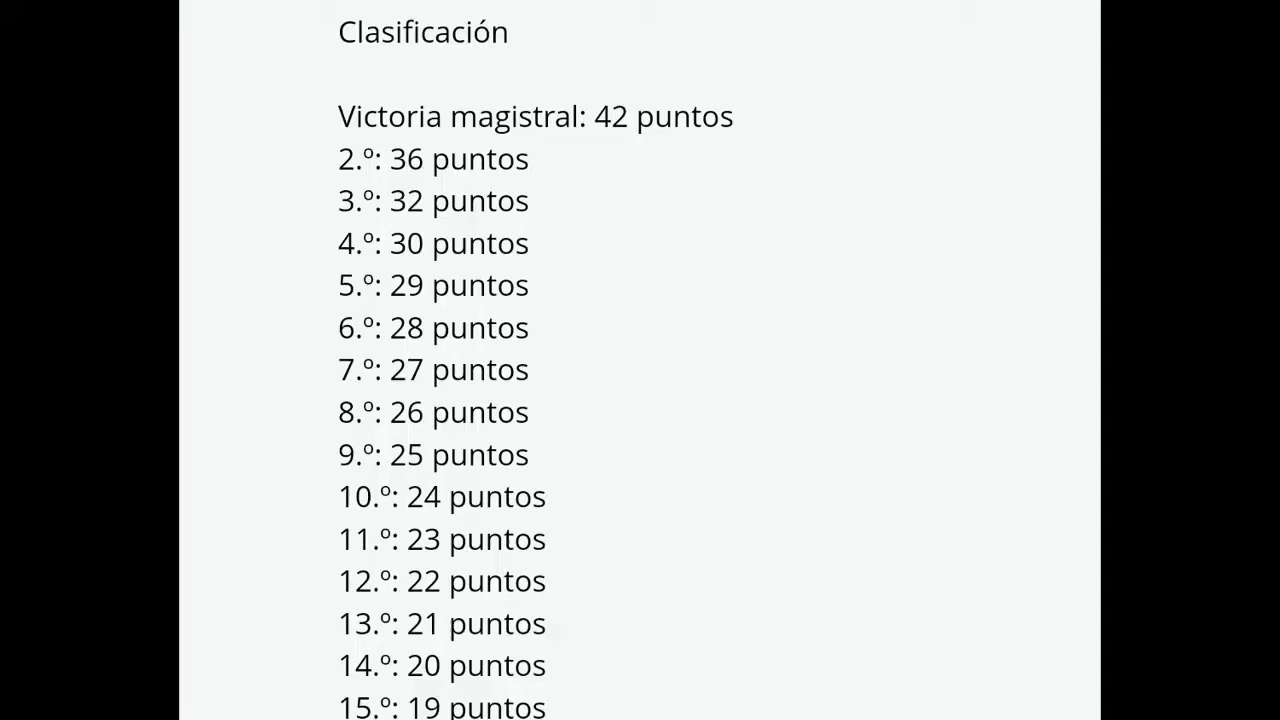 Clasificación
Victoria magistral: 42 puntos
2.º: 36 puntos
3.º: 32 puntos
4.º: 30 puntos
5.º: 29 puntos
6.º: 28 puntos
7.º: 27 puntos
8.º: 26 puntos
9.º: 25 puntos
10.º: 24 puntos
11.º: 23 puntos
12.º: 22 puntos
13.º: 21 puntos
14.º: 20 puntos
15.º: 19 puntos